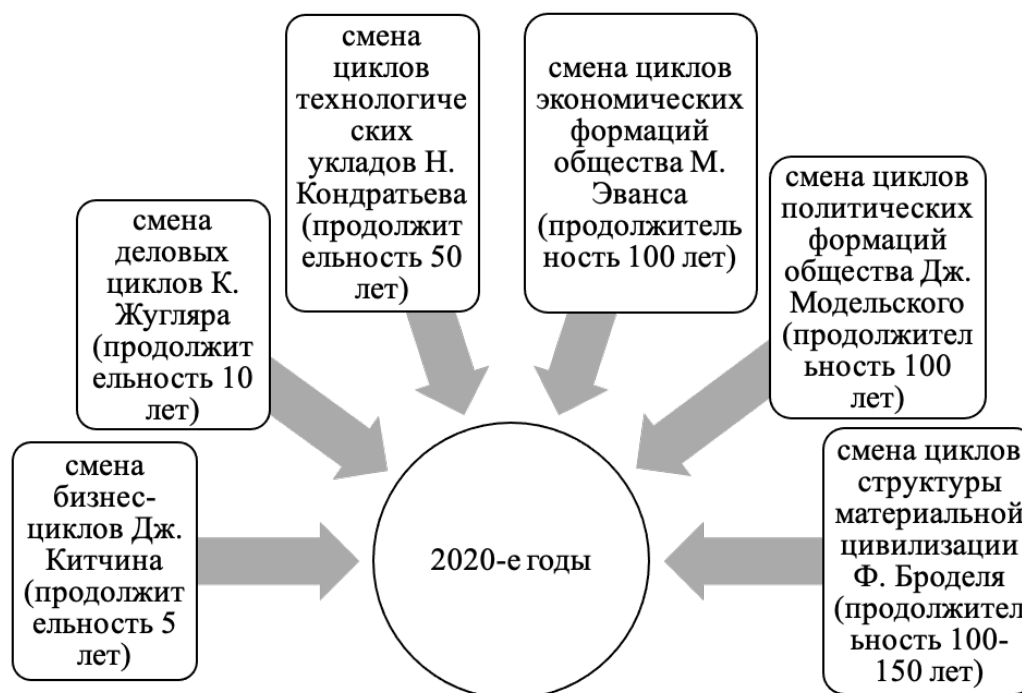 смена
бизнес-
циклов Дж.
Китчина
(продолжит
ельность 5
лет)
смена
деловых
циклов К.
Жугляра
(продолжит
ельность 10
лет)
смена
циклов
технологиче
ских
укладов Н.
Кондратьева
(продолжит
ельность 50
лет)
смена циклов
экономических
формаций
общества М.
Эванса
(продолжитель
ность 100 лет)
смена циклов
политических
формаций
общества Дж.
Модельского
(продолжител
ьность 100
лет)
смена циклов
структуры
материальной
цивилизации
Ф. Броделя
(продолжител
ьность 100-
150 лет)
2020-е годы